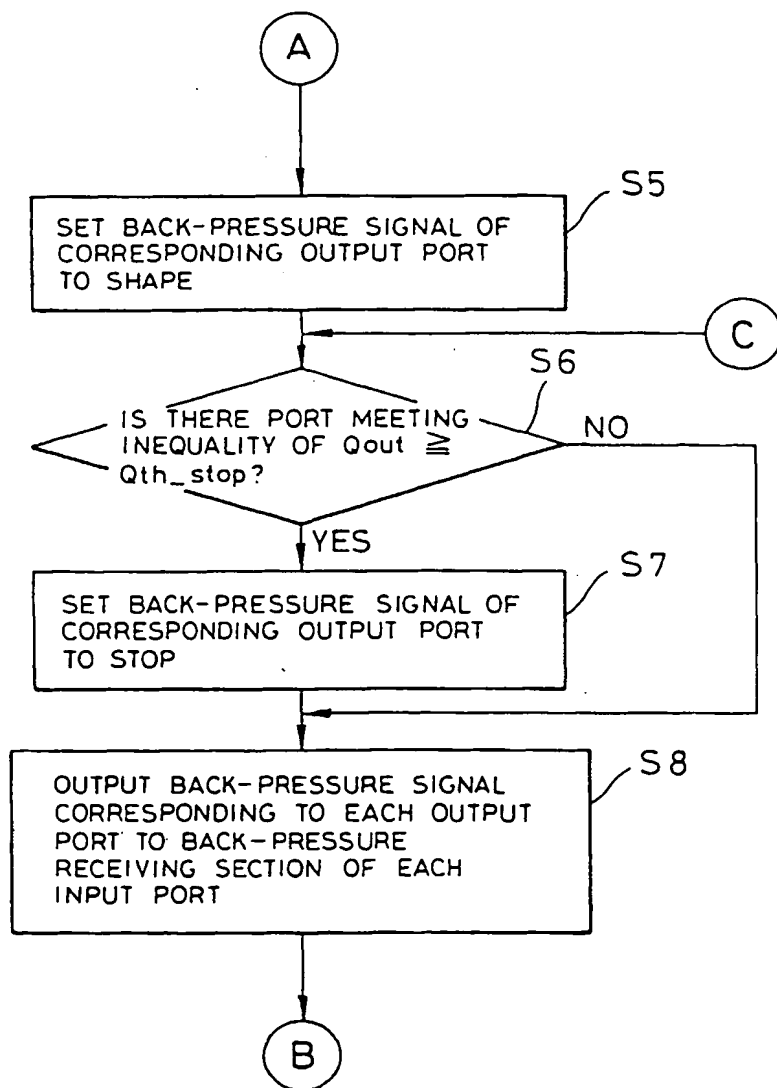 A
S5
SET BACK-PRESSURE SIGNAL OF
CORRESPONDING OUTPUT PORT
TO SHAPE
C
S6
IS THERE PORT MEETING
INEQUALITY OF Qout ≧
Qth_stop?
NO
YES
S7
SET BACK-PRESSURE SIGNAL OF
CORRESPONDING OUTPUT PORT
TO STOP
S8
OUTPUT BACK-PRESSURE SIGNAL
CORRESPONDING TO EACH OUTPUT
PORT TO BACK-PRESSURE
RECEIVING SECTION OF EACH
INPUT PORT
B